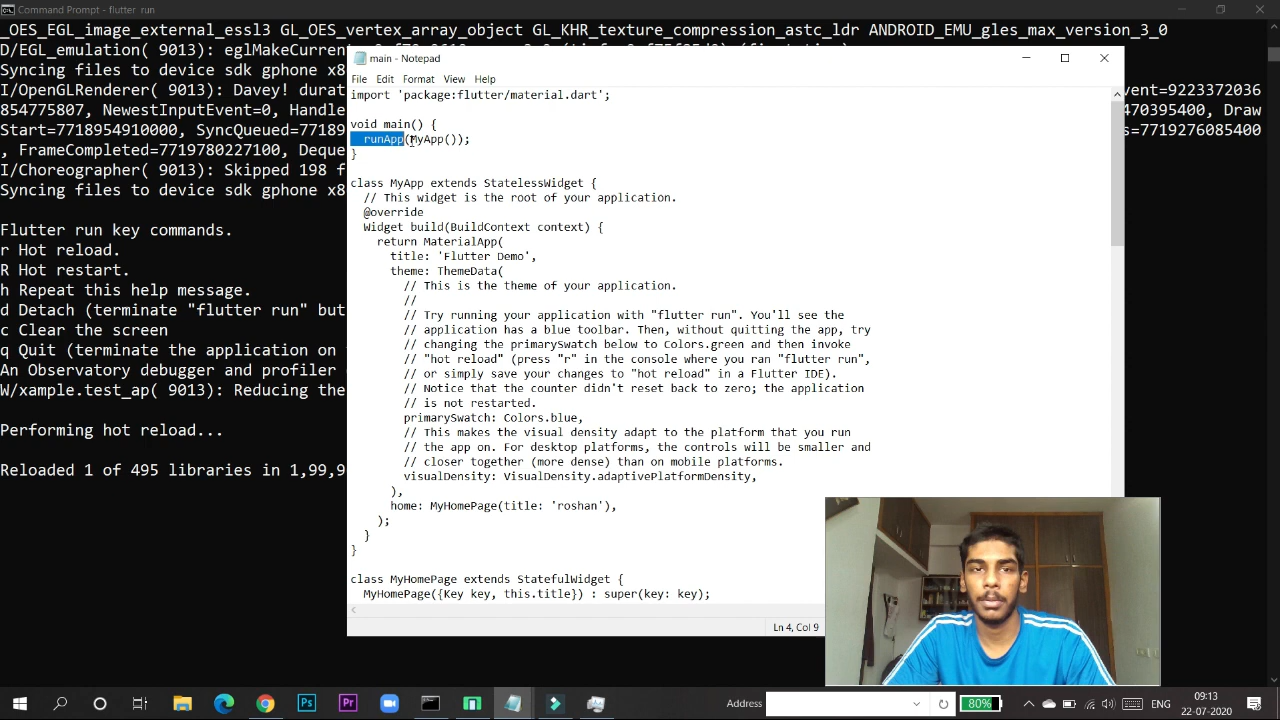 Command Prompt - flutter run
_OES_EGL_image_external_essl3 GL_OES_vertex_array_object GL_KHR_texture_compression_astc_ldr ANDROID_EMU_gles_max_version_3_0
D/EGL_emulation( 9013): eglMakeCurren
Syncing files to device sdk gphone x8
I/OpenGLRenderer( 9013): Davey! durat
vent=9223372036
854775807, NewestInputEvent=0, Handle
470395400, Draw
Start=7718954910000, SyncQueued=77189
s=7719276085400
, FrameCompleted=7719780227100, Deque
I/Choreographer( 9013): Skipped 198 f
Syncing files to device sdk gphone x8
Flutter run key commands.
r Hot reload.
R Hot restart.
h Repeat this help message.
d Detach (terminate "flutter run" but
c Clear the screen
q Quit (terminate the application on
An Observatory debugger and profiler
W/xample.test_ap( 9013): Reducing the
Performing hot reload...
Reloaded 1 of 495 libraries in 1,99,9
main - Notepad
File Edit Format View Help
import 'package:flutter/material.dart';
void main() {
runApp(MyApp());
}
class MyApp extends StatelessWidget {
// This widget is the root of your application.
@override
Widget build(BuildContext context) {
return MaterialApp(
title: 'Flutter Demo',
theme: ThemeData(
// This is the theme of your application.
//
// Try running your application with "flutter run". You'll see the
// application has a blue toolbar. Then, without quitting the app, try
// changing the primarySwatch below to Colors.green and then invoke
// "hot reload" (press "r" in the console where you ran "flutter run",
// or simply save your changes to "hot reload" in a Flutter IDE).
// Notice that the counter didn't reset back to zero; the application
// is not restarted.
primarySwatch: Colors.blue,
// This makes the visual density adapt to the platform that you run
// the app on. For desktop platforms, the controls will be smaller and
// closer together (more dense) than on mobile platforms.
visualDensity: VisualDensity.adaptivePlatformDensity,
),
home: MyHomePage(title: 'roshan'),
);
}
}
class MyHomePage extends StatefulWidget {
MyHomePage({Key key, this.title}) : super(key: key);
Ln 4, Col 9
Ps
Pr
Address
80%
ENG
09:13
22-07-2020